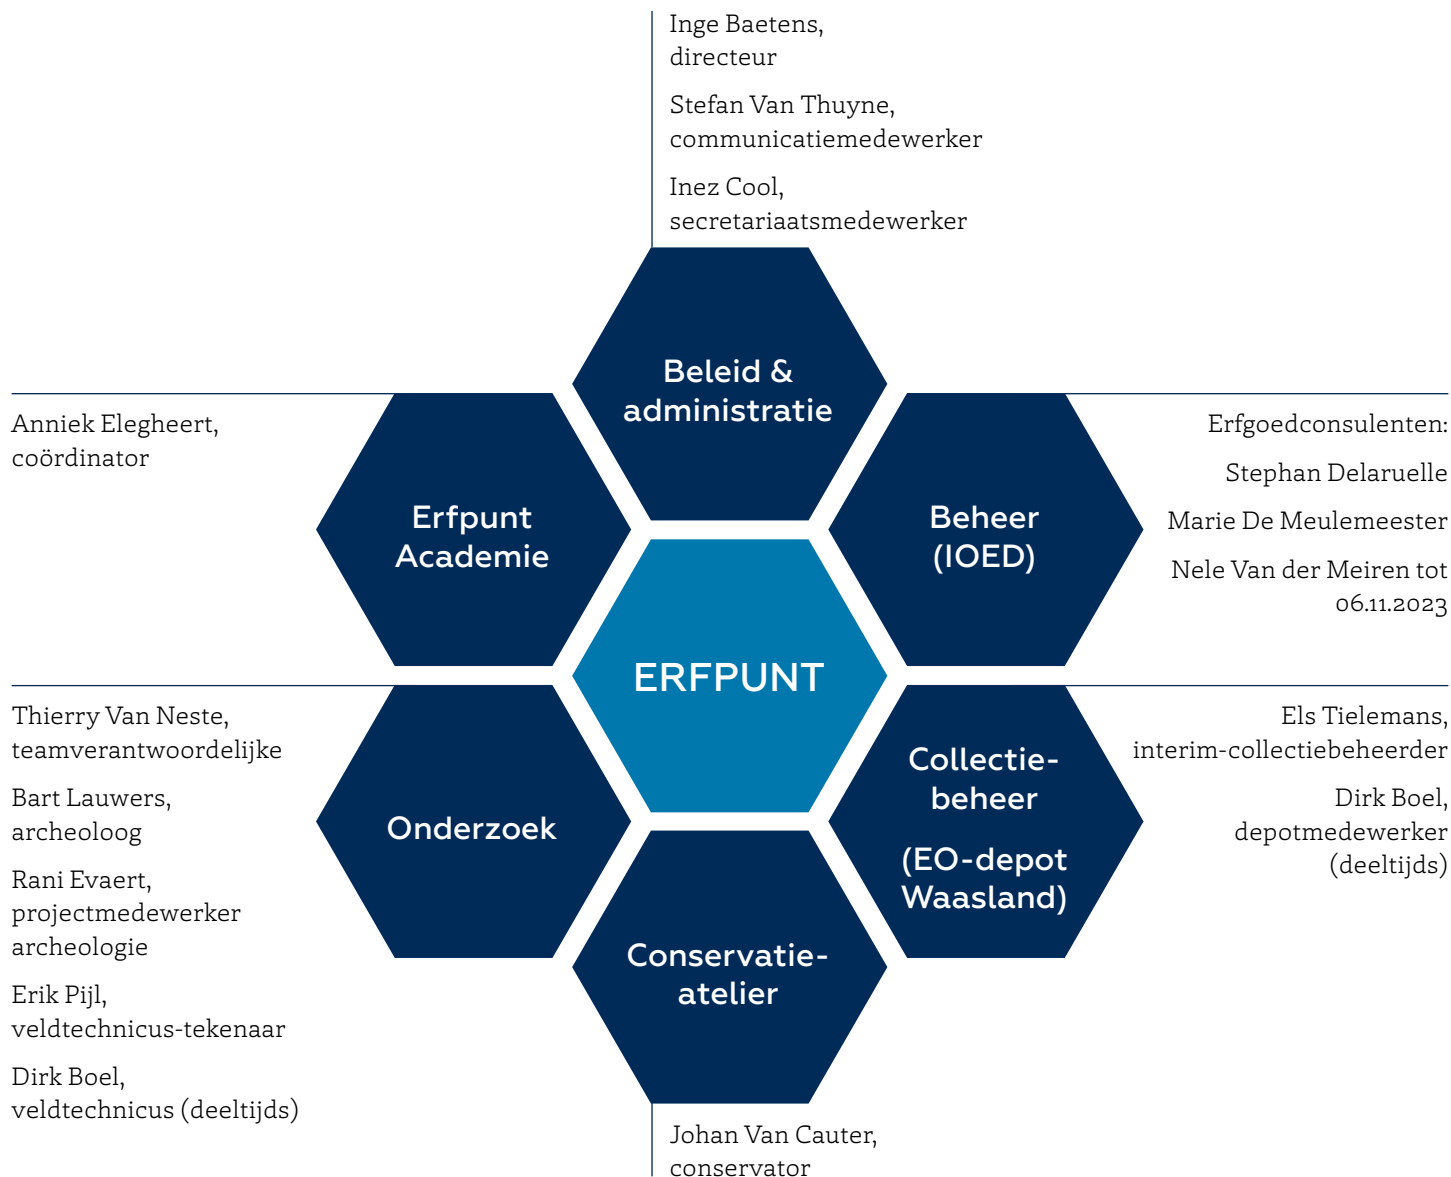 Inge Baetens,
directeur
Stefan Van Thuyne,
communicatiemedewerker
Inez Cool,
secretariaatsmedewerker
Beleid &
administratie
Anniek Elegheert,
coördinator
Erfpunt
Academie
Beheer
(IOED)
Erfgoedconsulenten:
Stephan Delaruelle
Marie De Meulemeester
Nele Van der Meiren tot
06.11.2023
ERFPUNT
Thierry Van Neste,
teamverantwoordelijke
Bart Lauwers,
archeoloog
Rani Evaert,
projectmedewerker
archeologie
Erik Pijl,
veldtechnicus-tekenaar
Dirk Boel,
veldtechnicus (deeltijds)
Onderzoek
Collectie-
beheer
(EO-depot
Waasland)
Els Tielemans,
interim-collectiebeheerder
Dirk Boel,
depotmedewerker
(deeltijds)
Conservatie-
atelier
Johan Van Cauter,
conservator